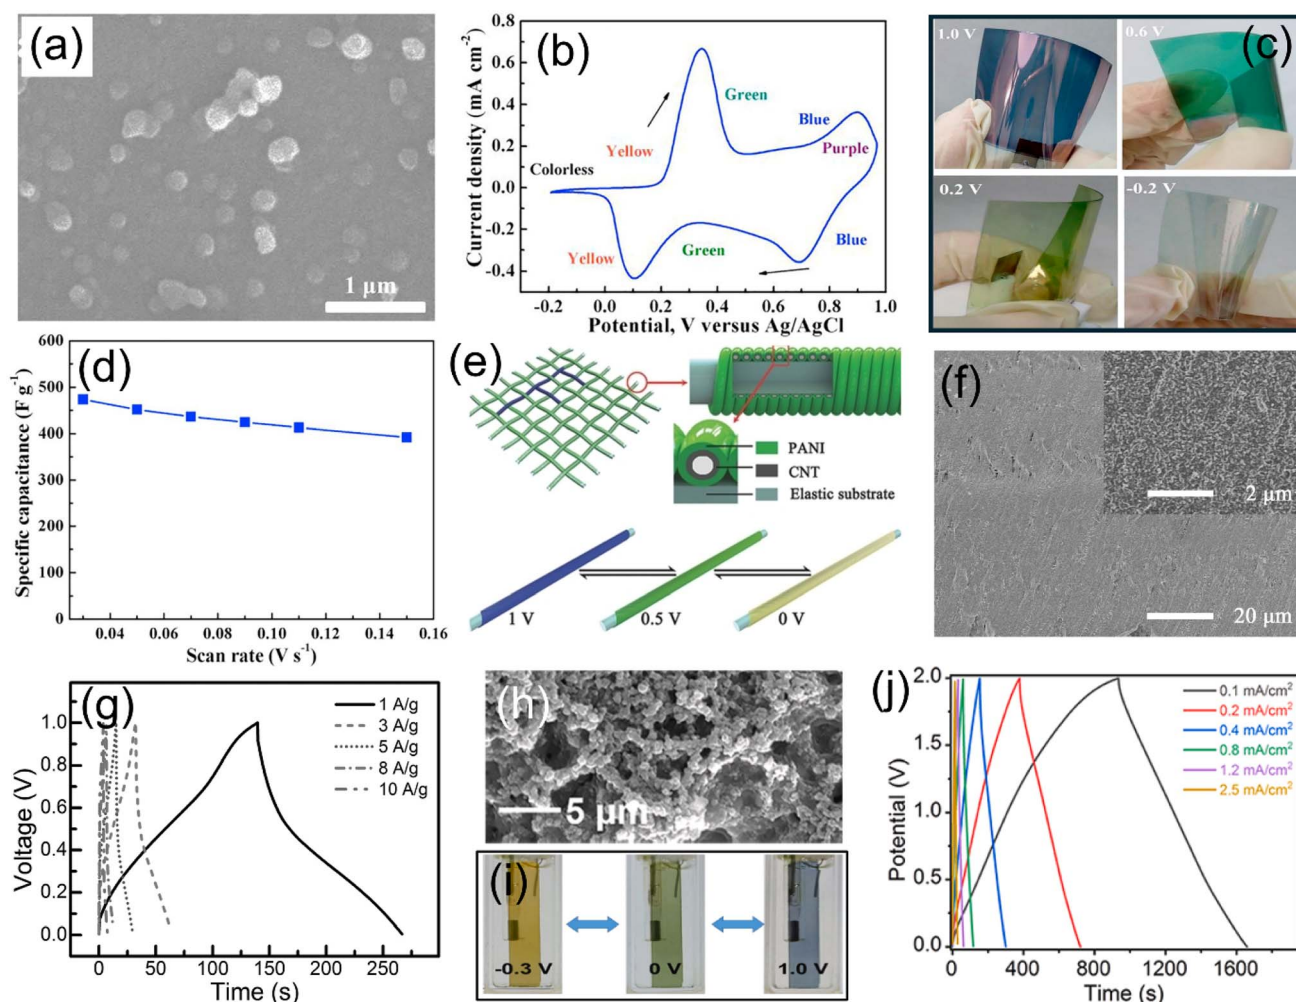 (a)
1 µm
(b)
Current density (mA cm⁻²)
0.8
0.6
0.4
0.2
0.0
-0.2
-0.4
Colorless
Yellow
Green
Blue
Purple
Yellow
Green
Blue
-0.2 0.0 0.2 0.4 0.6 0.8 1.0
Potential, V versus Ag/AgCl
(c)
1.0 V
0.6 V
0.2 V
-0.2 V
(d)
Specific capacitance (F g⁻¹)
600
500
400
300
200
100
0
0.04 0.06 0.08 0.10 0.12 0.14 0.16
Scan rate (V s⁻¹)
(e)
PANI
CNT
Elastic substrate
1 V
0.5 V
0 V
(f)
2 µm
20 µm
(g)
Voltage (V)
1.0
0.8
0.6
0.4
0.2
0.0
1 A/g
3 A/g
5 A/g
8 A/g
10 A/g
0 50 100 150 200 250
Time (s)
(h)
5 µm
(i)
-0.3 V
0 V
1.0 V
(j)
Potential (V)
2.0
1.5
1.0
0.5
0.0
0.1 mA/cm²
0.2 mA/cm²
0.4 mA/cm²
0.8 mA/cm²
1.2 mA/cm²
2.5 mA/cm²
0 400 800 1200 1600
Time (s)